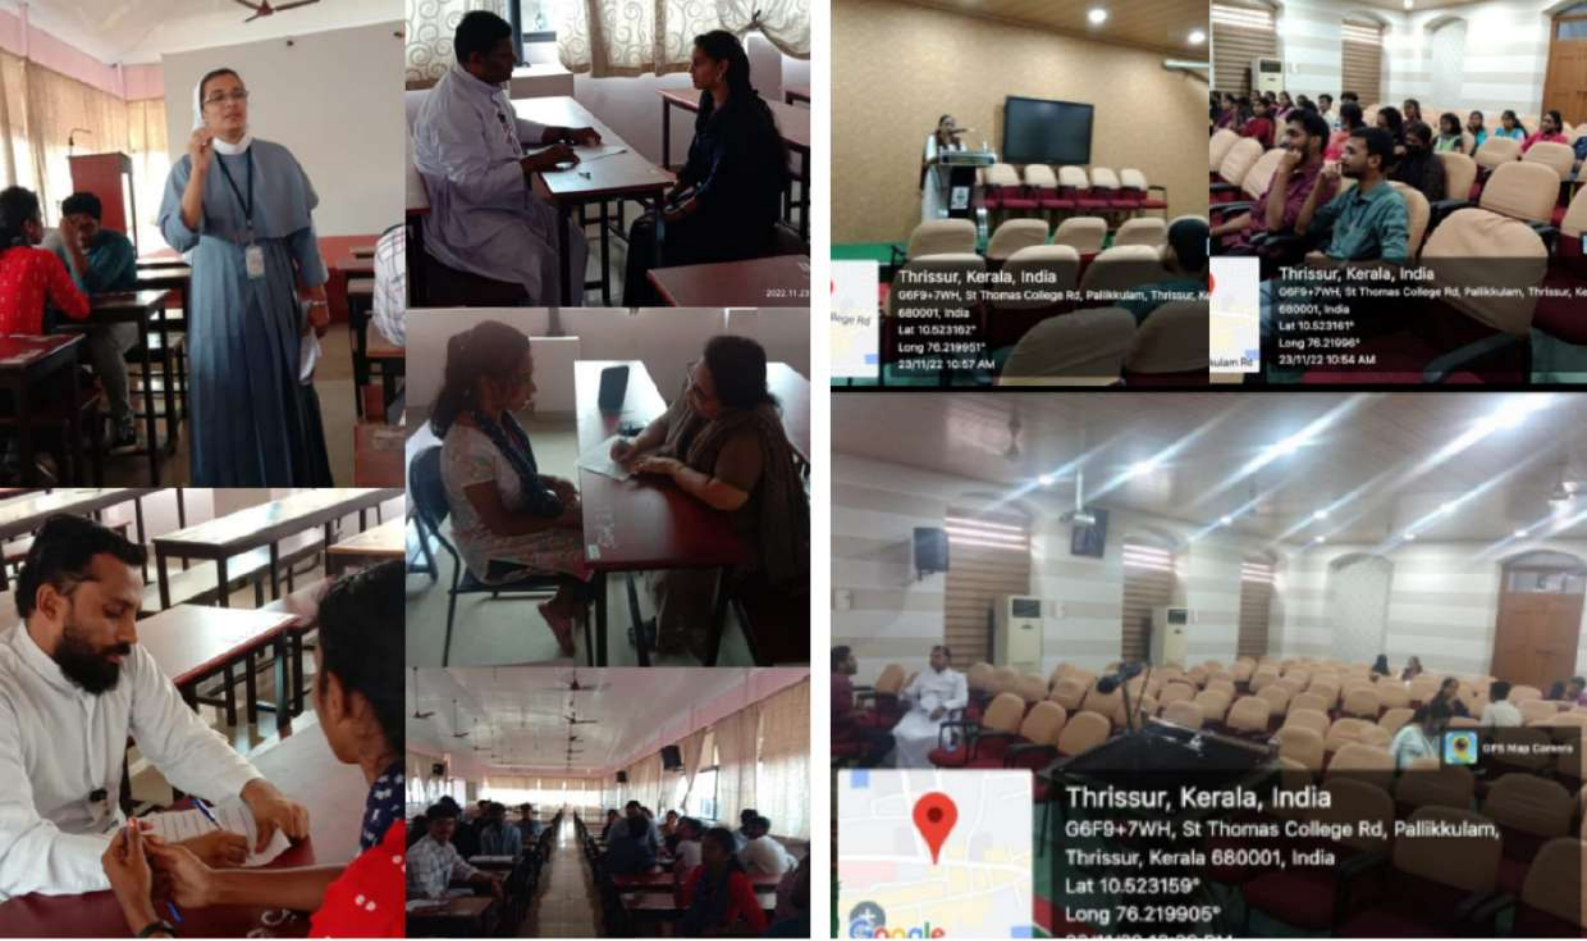 2022.11.23
Thrissur, Kerala, India
G6F9+7WH, St Thomas College Rd, Pallikkulam, Thrissur, Ke
680001, India
Lat 10.523162°
Long 76.219951°
23/11/22 10:57 AM
llege Rd
Thrissur, Kerala, India
G6F9+7WH, St Thomas College Rd, Pallikkulam, Thrissur, Ke
680001, India
Lat 10.523161°
Long 76.21996°
23/11/22 10:54 AM
kulam Rd
GPS Map Camera
Thrissur, Kerala, India
G6F9+7WH, St Thomas College Rd, Pallikkulam,
Thrissur, Kerala 680001, India
Lat 10.523159°
Long 76.219905°
Google